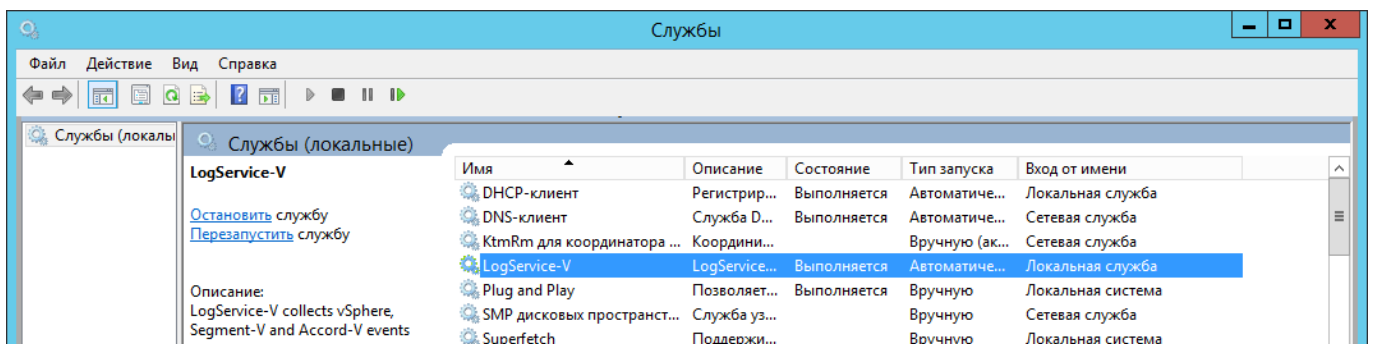 Службы
Файл Действие Вид Справка
Службы (локалы
Службы (локальные)
LogService-V
Остановить службу
Перезапустить службу
Описание:
LogService-V collects vSphere,
Segment-V and Accord-V events
Имя Описание Состояние Тип запуска Вход от имени
DHCP-клиент Регистрир... Выполняется Автоматиче... Локальная служба
DNS-клиент Служба D... Выполняется Автоматиче... Сетевая служба
KtmRm для координатора ... Координи... Вручную (ак... Сетевая служба
LogService-V LogService... Выполняется Автоматиче... Локальная служба
Plug and Play Позволяет... Выполняется Вручную Локальная система
SMP дисковых пространст... Служба уз... Вручную Сетевая служба
Superfetch Поддержи... Вручную Локальная система